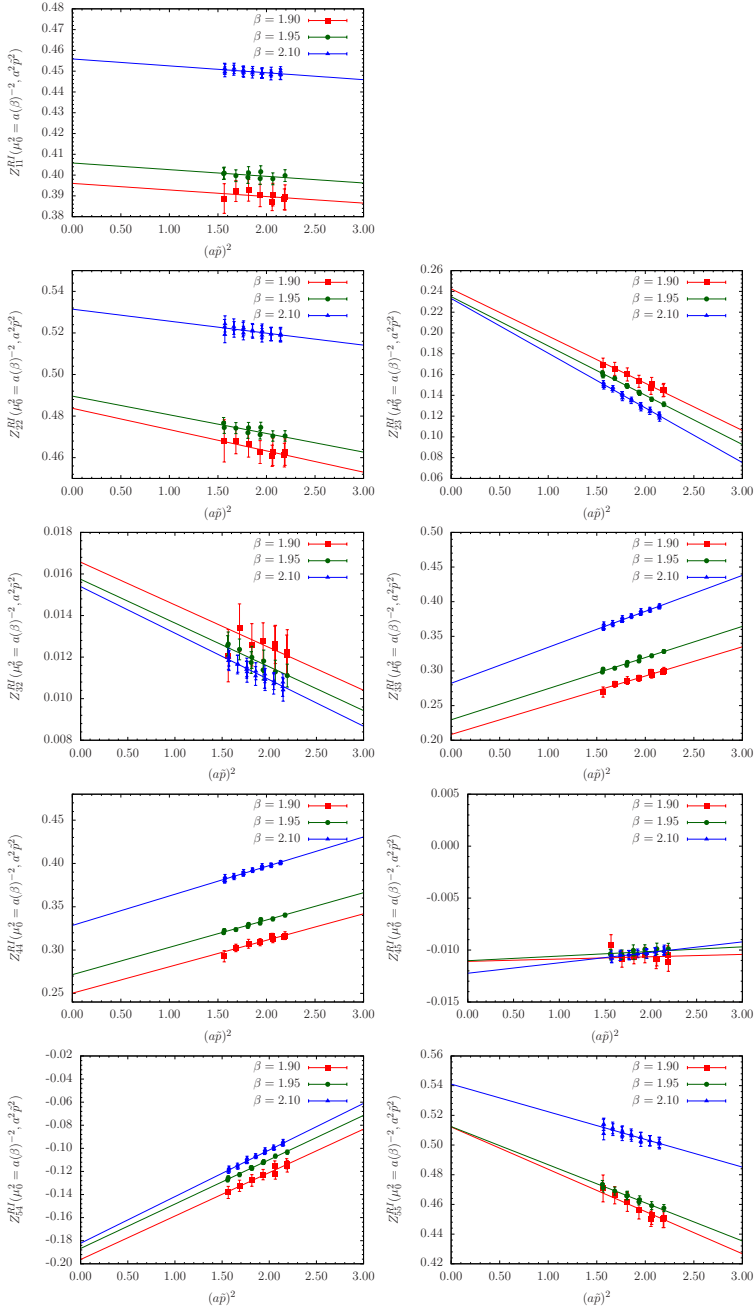 0.48
0.47
0.46
0.45
0.44
0.43
0.42
0.41
0.40
0.39
0.38
0.00 0.50 1.00 1.50 2.00 2.50 3.00
Z_{11}^{RI}(μ_0^2 = a(β)^{-2}, a^2p̃^2)
(ap̃)^2
β = 1.90
β = 1.95
β = 2.10
0.54
0.52
0.50
0.48
0.46
0.00 0.50 1.00 1.50 2.00 2.50 3.00
Z_{22}^{RI}(μ_0^2 = a(β)^{-2}, a^2p̃^2)
(ap̃)^2
β = 1.90
β = 1.95
β = 2.10
0.26
0.24
0.22
0.20
0.18
0.16
0.14
0.12
0.10
0.08
0.06
0.00 0.50 1.00 1.50 2.00 2.50 3.00
Z_{23}^{RI}(μ_0^2 = a(β)^{-2}, a^2p̃^2)
(ap̃)^2
β = 1.90
β = 1.95
β = 2.10
0.018
0.016
0.014
0.012
0.010
0.008
0.00 0.50 1.00 1.50 2.00 2.50 3.00
Z_{32}^{RI}(μ_0^2 = a(β)^{-2}, a^2p̃^2)
(ap̃)^2
β = 1.90
β = 1.95
β = 2.10
0.50
0.45
0.40
0.35
0.30
0.25
0.20
0.00 0.50 1.00 1.50 2.00 2.50 3.00
Z_{33}^{RI}(μ_0^2 = a(β)^{-2}, a^2p̃^2)
(ap̃)^2
β = 1.90
β = 1.95
β = 2.10
0.45
0.40
0.35
0.30
0.25
0.00 0.50 1.00 1.50 2.00 2.50 3.00
Z_{44}^{RI}(μ_0^2 = a(β)^{-2}, a^2p̃^2)
(ap̃)^2
β = 1.90
β = 1.95
β = 2.10
0.005
0.000
-0.005
-0.010
-0.015
0.00 0.50 1.00 1.50 2.00 2.50 3.00
Z_{45}^{RI}(μ_0^2 = a(β)^{-2}, a^2p̃^2)
(ap̃)^2
β = 1.90
β = 1.95
β = 2.10
-0.02
-0.04
-0.06
-0.08
-0.10
-0.12
-0.14
-0.16
-0.18
-0.20
0.00 0.50 1.00 1.50 2.00 2.50 3.00
Z_{54}^{RI}(μ_0^2 = a(β)^{-2}, a^2p̃^2)
(ap̃)^2
β = 1.90
β = 1.95
β = 2.10
0.56
0.54
0.52
0.50
0.48
0.46
0.44
0.42
0.00 0.50 1.00 1.50 2.00 2.50 3.00
Z_{55}^{RI}(μ_0^2 = a(β)^{-2}, a^2p̃^2)
(ap̃)^2
β = 1.90
β = 1.95
β = 2.10